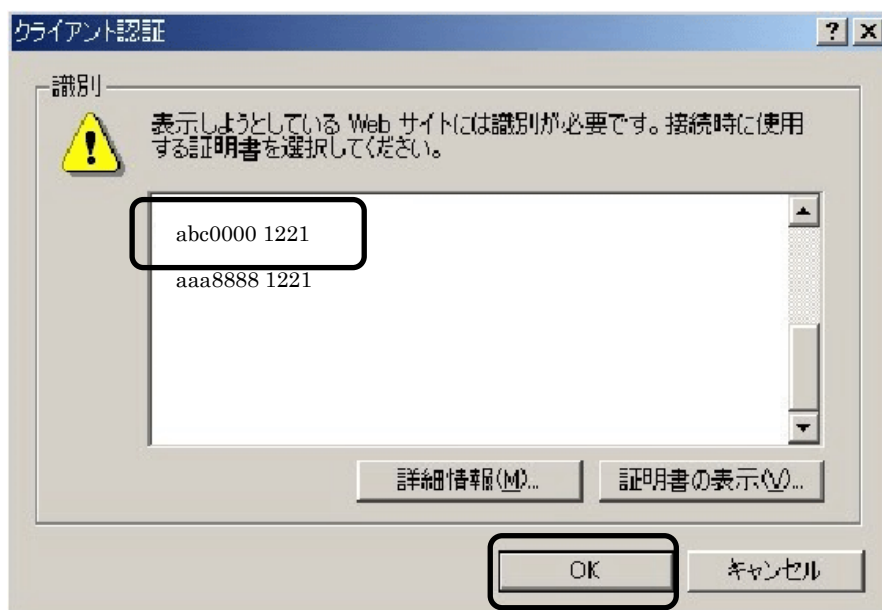 クライアント認証
識別
表示しようとしている Web サイトには識別が必要です。接続時に使用
する証明書を選択してください。
abc0000 1221
aaa8888 1221
詳細情報(M)...
証明書の表示(V)...
OK
キャンセル